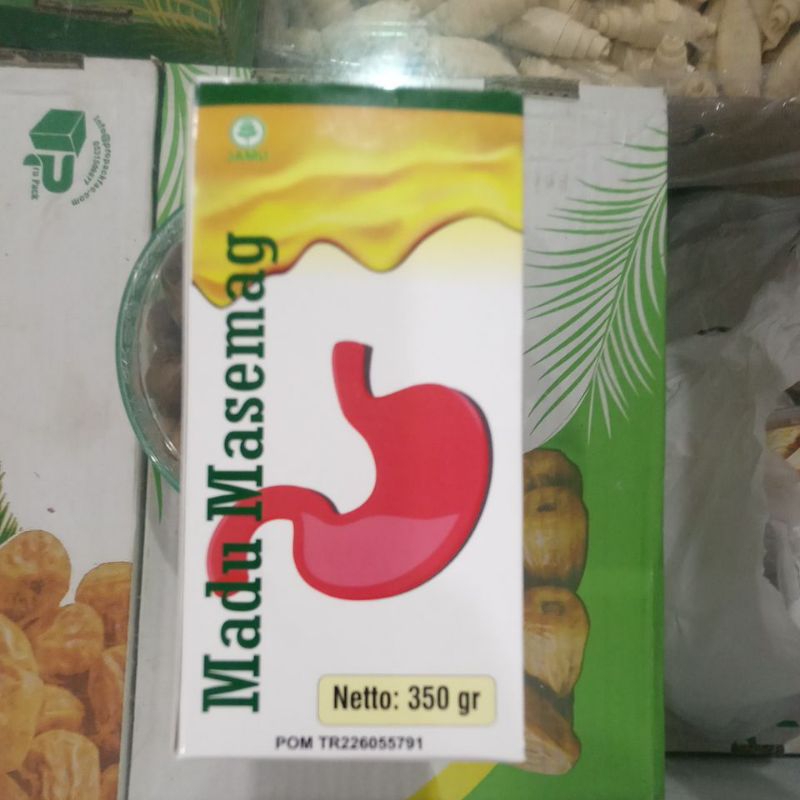 JAMU
Madu Masemag
Netto: 350 gr
POM TR226055791